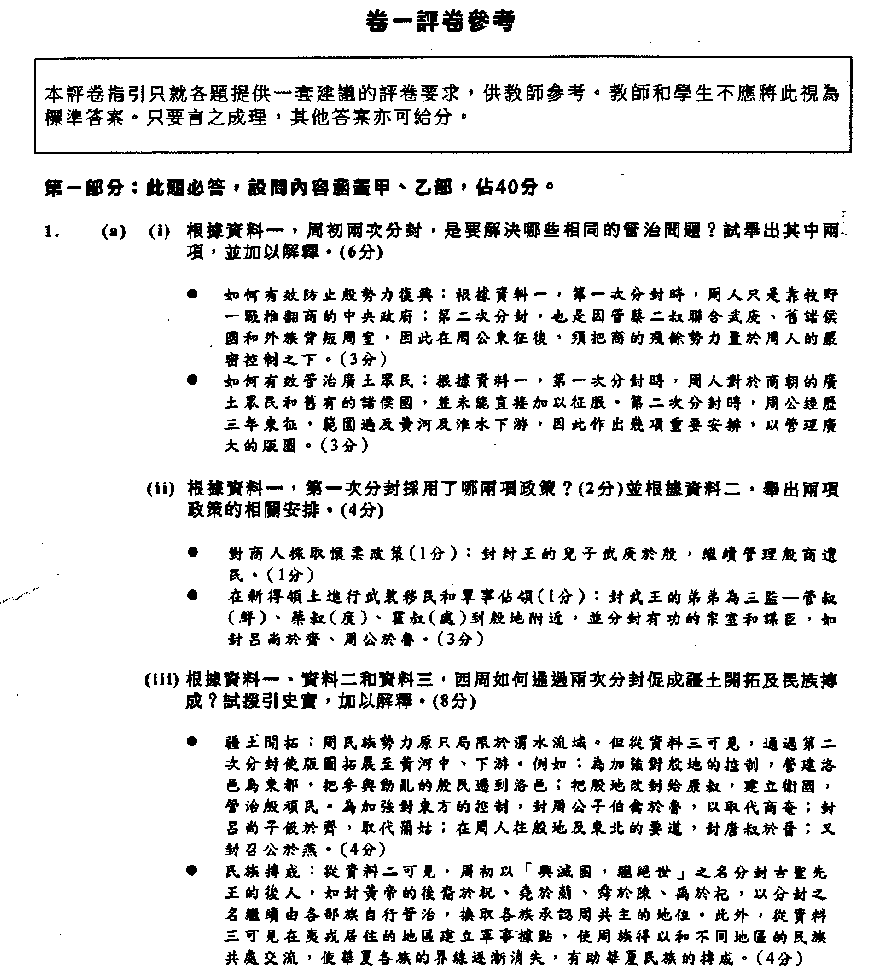 卷一評卷參考
本評卷指引只就各題提供一套建議的評卷要求，供教師參考。教師和學生不應將此視為
標準答案。只要言之成理，其他答案亦可給分。
第一部分：此題必答，設問內容涵蓋甲、乙部，佔40分。
1. (a) (i) 根據資料一，周初兩次分封，是要解決哪些相同的管治問題？試舉出其中兩
項，並加以解釋。(6分)
● 如何有效防止殷勢力復興：根據資料一，第一次分封時，周人只是靠牧野
一戰推翻商的中央政府；第二次分封，也是因管蔡二叔聯合武庚、舊諸侯
國和外族背叛周室，因此在周公東征後，須把商的殘餘勢力置於周人的嚴
密控制之下。(3分)
● 如何有效管治廣土眾民：根據資料一，第一次分封時，周人對於商朝的廣
土眾民和舊有的諸侯國，並未能直接加以征服。第二次分封時，周公經歷
三年東征，範圍遍及黃河及淮水下游，因此作出幾項重要安排，以管理廣
大的版圖。(3分)
(ii) 根據資料一，第一次分封採用了哪兩項政策？(2分)並根據資料二，舉出兩項
政策的相關安排。(4分)
● 對商人採取懷柔政策(1分)：封紂王的兒子武庚於殷，繼續管理殷商遺
民。(1分)
● 在新得領土進行武裝移民和軍事佔領(1分)：封武王的弟弟為三監—管叔
(鮮)、蔡叔(度)、霍叔(處)到殷地附近，並分封有功的宗室和謀臣，如
封呂尚於齊、周公於魯。(3分)
(iii) 根據資料一、資料二和資料三，西周如何通過兩次分封促成疆土開拓及民族摶
成？試援引史實，加以解釋。(8分)
● 疆土開拓：周民族勢力原只局限於渭水流域。但從資料三可見，通過第二
次分封使版圖拓展至黃河中、下游。例如：為加強對殷地的控制，營建洛
邑為東都，把參與動亂的殷民遷到洛邑；把殷地改封給康叔，建立衛國，
管治殷頑民。為加強對東方的控制，封周公子伯禽於魯，以取代商奄；封
呂尚子伋於齊，取代蒲姑；在周人往殷地及東北的要道，封唐叔於晉；又
封召公於燕。(4分)
● 民族摶成：從資料二可見，周初以「興滅國，繼絕世」之名分封古聖先
王的後人，如封黃帝的後裔於祝、堯於薊、舜於陳、禹於杞，以分封之
名繼續由各部族自行管治，換取各族承認周共主的地位。此外，從資料
三可見在夷戎居住的地區建立軍事據點，使周族得以和不同地區的民族
共處交流，使華夏各族的界線逐漸消失，有助華夏民族的摶成。(4分)